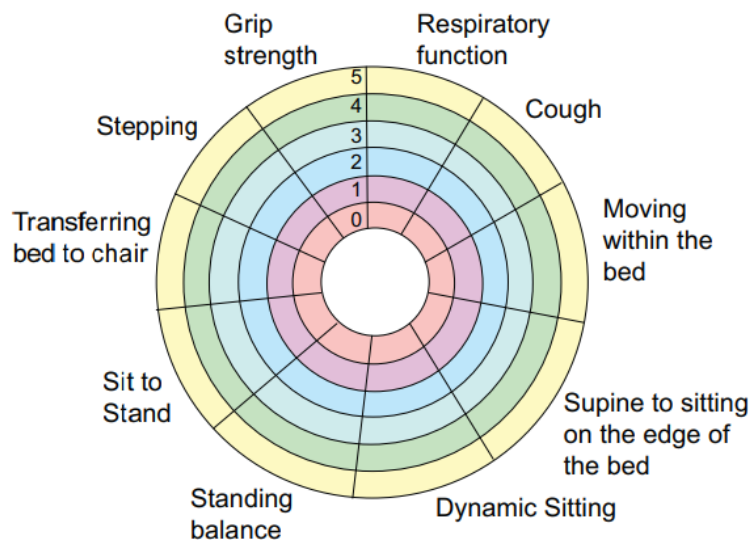 Grip
strength
Respiratory
function
Cough
Moving
within the
bed
Supine to sitting
on the edge of
the bed
Dynamic Sitting
Standing
balance
Sit to
Stand
Transferring
bed to chair
Stepping
5
4
3
2
1
0